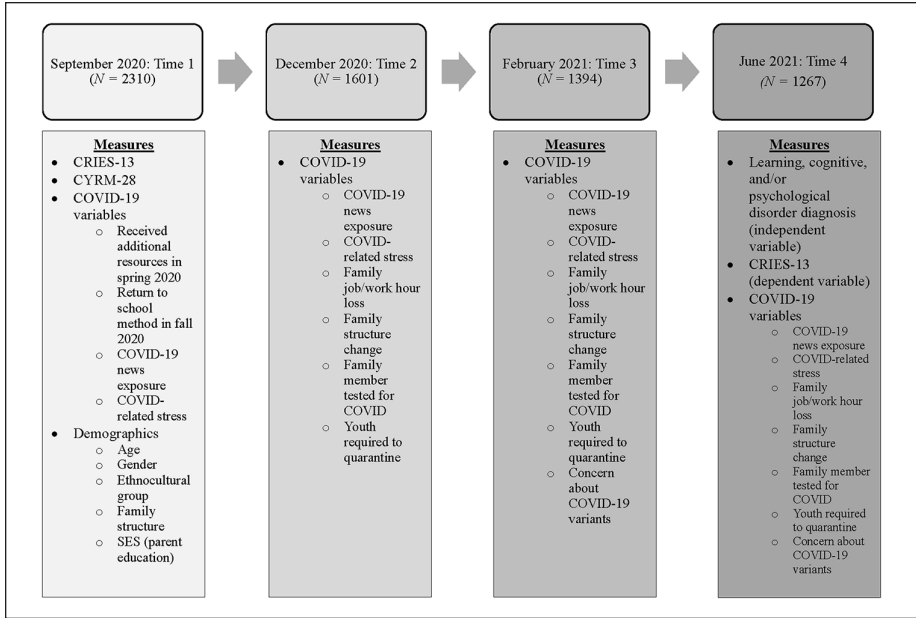 September 2020: Time 1
(N = 2310)
December 2020: Time 2
(N = 1601)
February 2021: Time 3
(N = 1394)
June 2021: Time 4
(N = 1267)
Measures
• CRIES-13
• CYRM-28
• COVID-19
variables
o Received
additional
resources in
spring 2020
o Return to
school
method in fall
2020
o COVID-19
news
exposure
o COVID-
related stress
• Demographics
o Age
o Gender
o Ethnocultural
group
o Family
structure
o SES (parent
education)
Measures
• COVID-19
variables
o COVID-19
news
exposure
o COVID-
related stress
o Family
job/work hour
loss
o Family
structure
change
o Family
member
tested for
COVID
o Youth
required to
quarantine
Measures
• COVID-19
variables
o COVID-19
news
exposure
o COVID-
related stress
o Family
job/work hour
loss
o Family
structure
change
o Family
member
tested for
COVID
o Youth
required to
quarantine
o Concern
about
COVID-19
variants
Measures
• Learning, cognitive,
and/or
psychological
disorder diagnosis
(independent
variable)
• CRIES-13
(dependent variable)
• COVID-19
variables
o COVID-19
news exposure
o COVID-related
stress
o Family
job/work hour
loss
o Family
structure
change
o Family member
tested for
COVID
o Youth required
to quarantine
o Concern about
COVID-19
variants